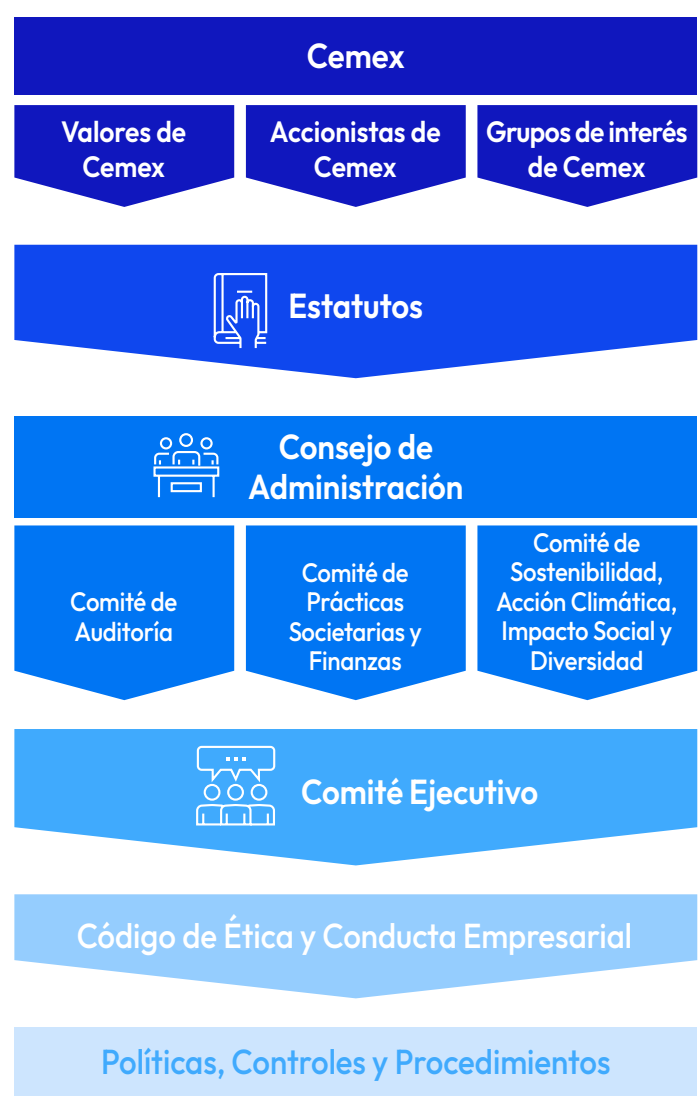 Cemex
Valores de
Cemex
Accionistas de
Cemex
Grupos de interés
de Cemex
Estatutos
Consejo de
Administración
Comité de
Auditoría
Comité de
Prácticas
Societarias y
Finanzas
Comité de
Sostenibilidad,
Acción Climática,
Impacto Social y
Diversidad
Comité Ejecutivo
Código de Ética y Conducta Empresarial
Políticas, Controles y Procedimientos